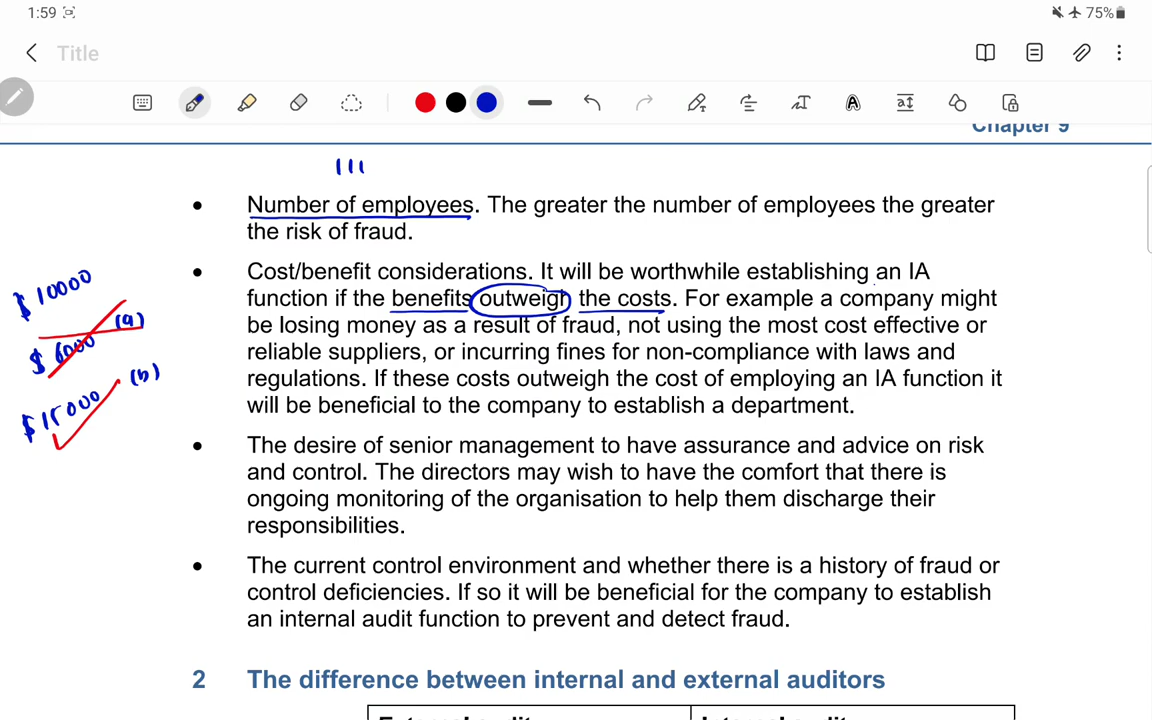 1:59
75%
Title
Chapter 9
• Number of employees. The greater the number of employees the greater
the risk of fraud.
• Cost/benefit considerations. It will be worthwhile establishing an IA
function if the benefits outweigh the costs. For example a company might
be losing money as a result of fraud, not using the most cost effective or
reliable suppliers, or incurring fines for non-compliance with laws and
regulations. If these costs outweigh the cost of employing an IA function it
will be beneficial to the company to establish a department.
$10000
(a)
$6000
(b)
$15000
• The desire of senior management to have assurance and advice on risk
and control. The directors may wish to have the comfort that there is
ongoing monitoring of the organisation to help them discharge their
responsibilities.
• The current control environment and whether there is a history of fraud or
control deficiencies. If so it will be beneficial for the company to establish
an internal audit function to prevent and detect fraud.
2 The difference between internal and external auditors